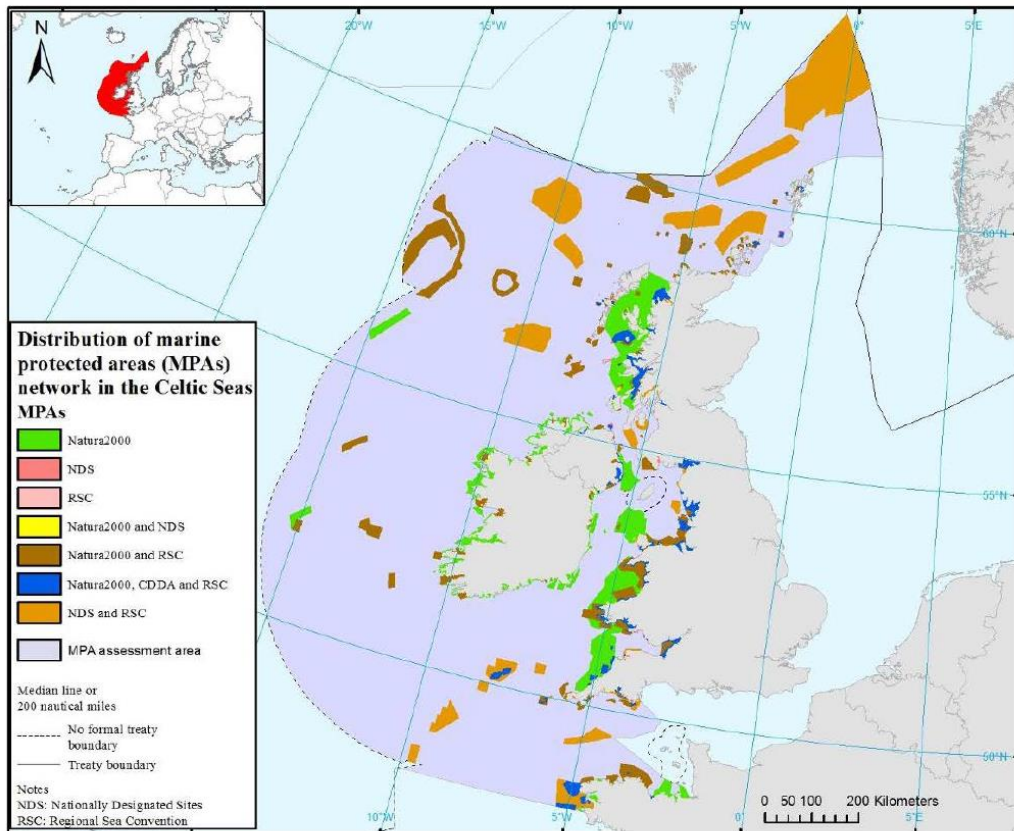 N
20°W
15°W
10°W
5°W
0°
5°E
60°N
55°N
50°N
10°W
5°W
0°
5°E
Distribution of marine
protected areas (MPAs)
network in the Celtic Seas
MPAs
Natura2000
NDS
RSC
Natura2000 and NDS
Natura2000 and RSC
Natura2000, CDDA and RSC
NDS and RSC
MPA assessment area
Median line or
200 nautical miles
No formal treaty
boundary
Treaty boundary
Notes
NDS: Nationally Designated Sites
RSC: Regional Sea Convention
0 50 100 200 Kilometers